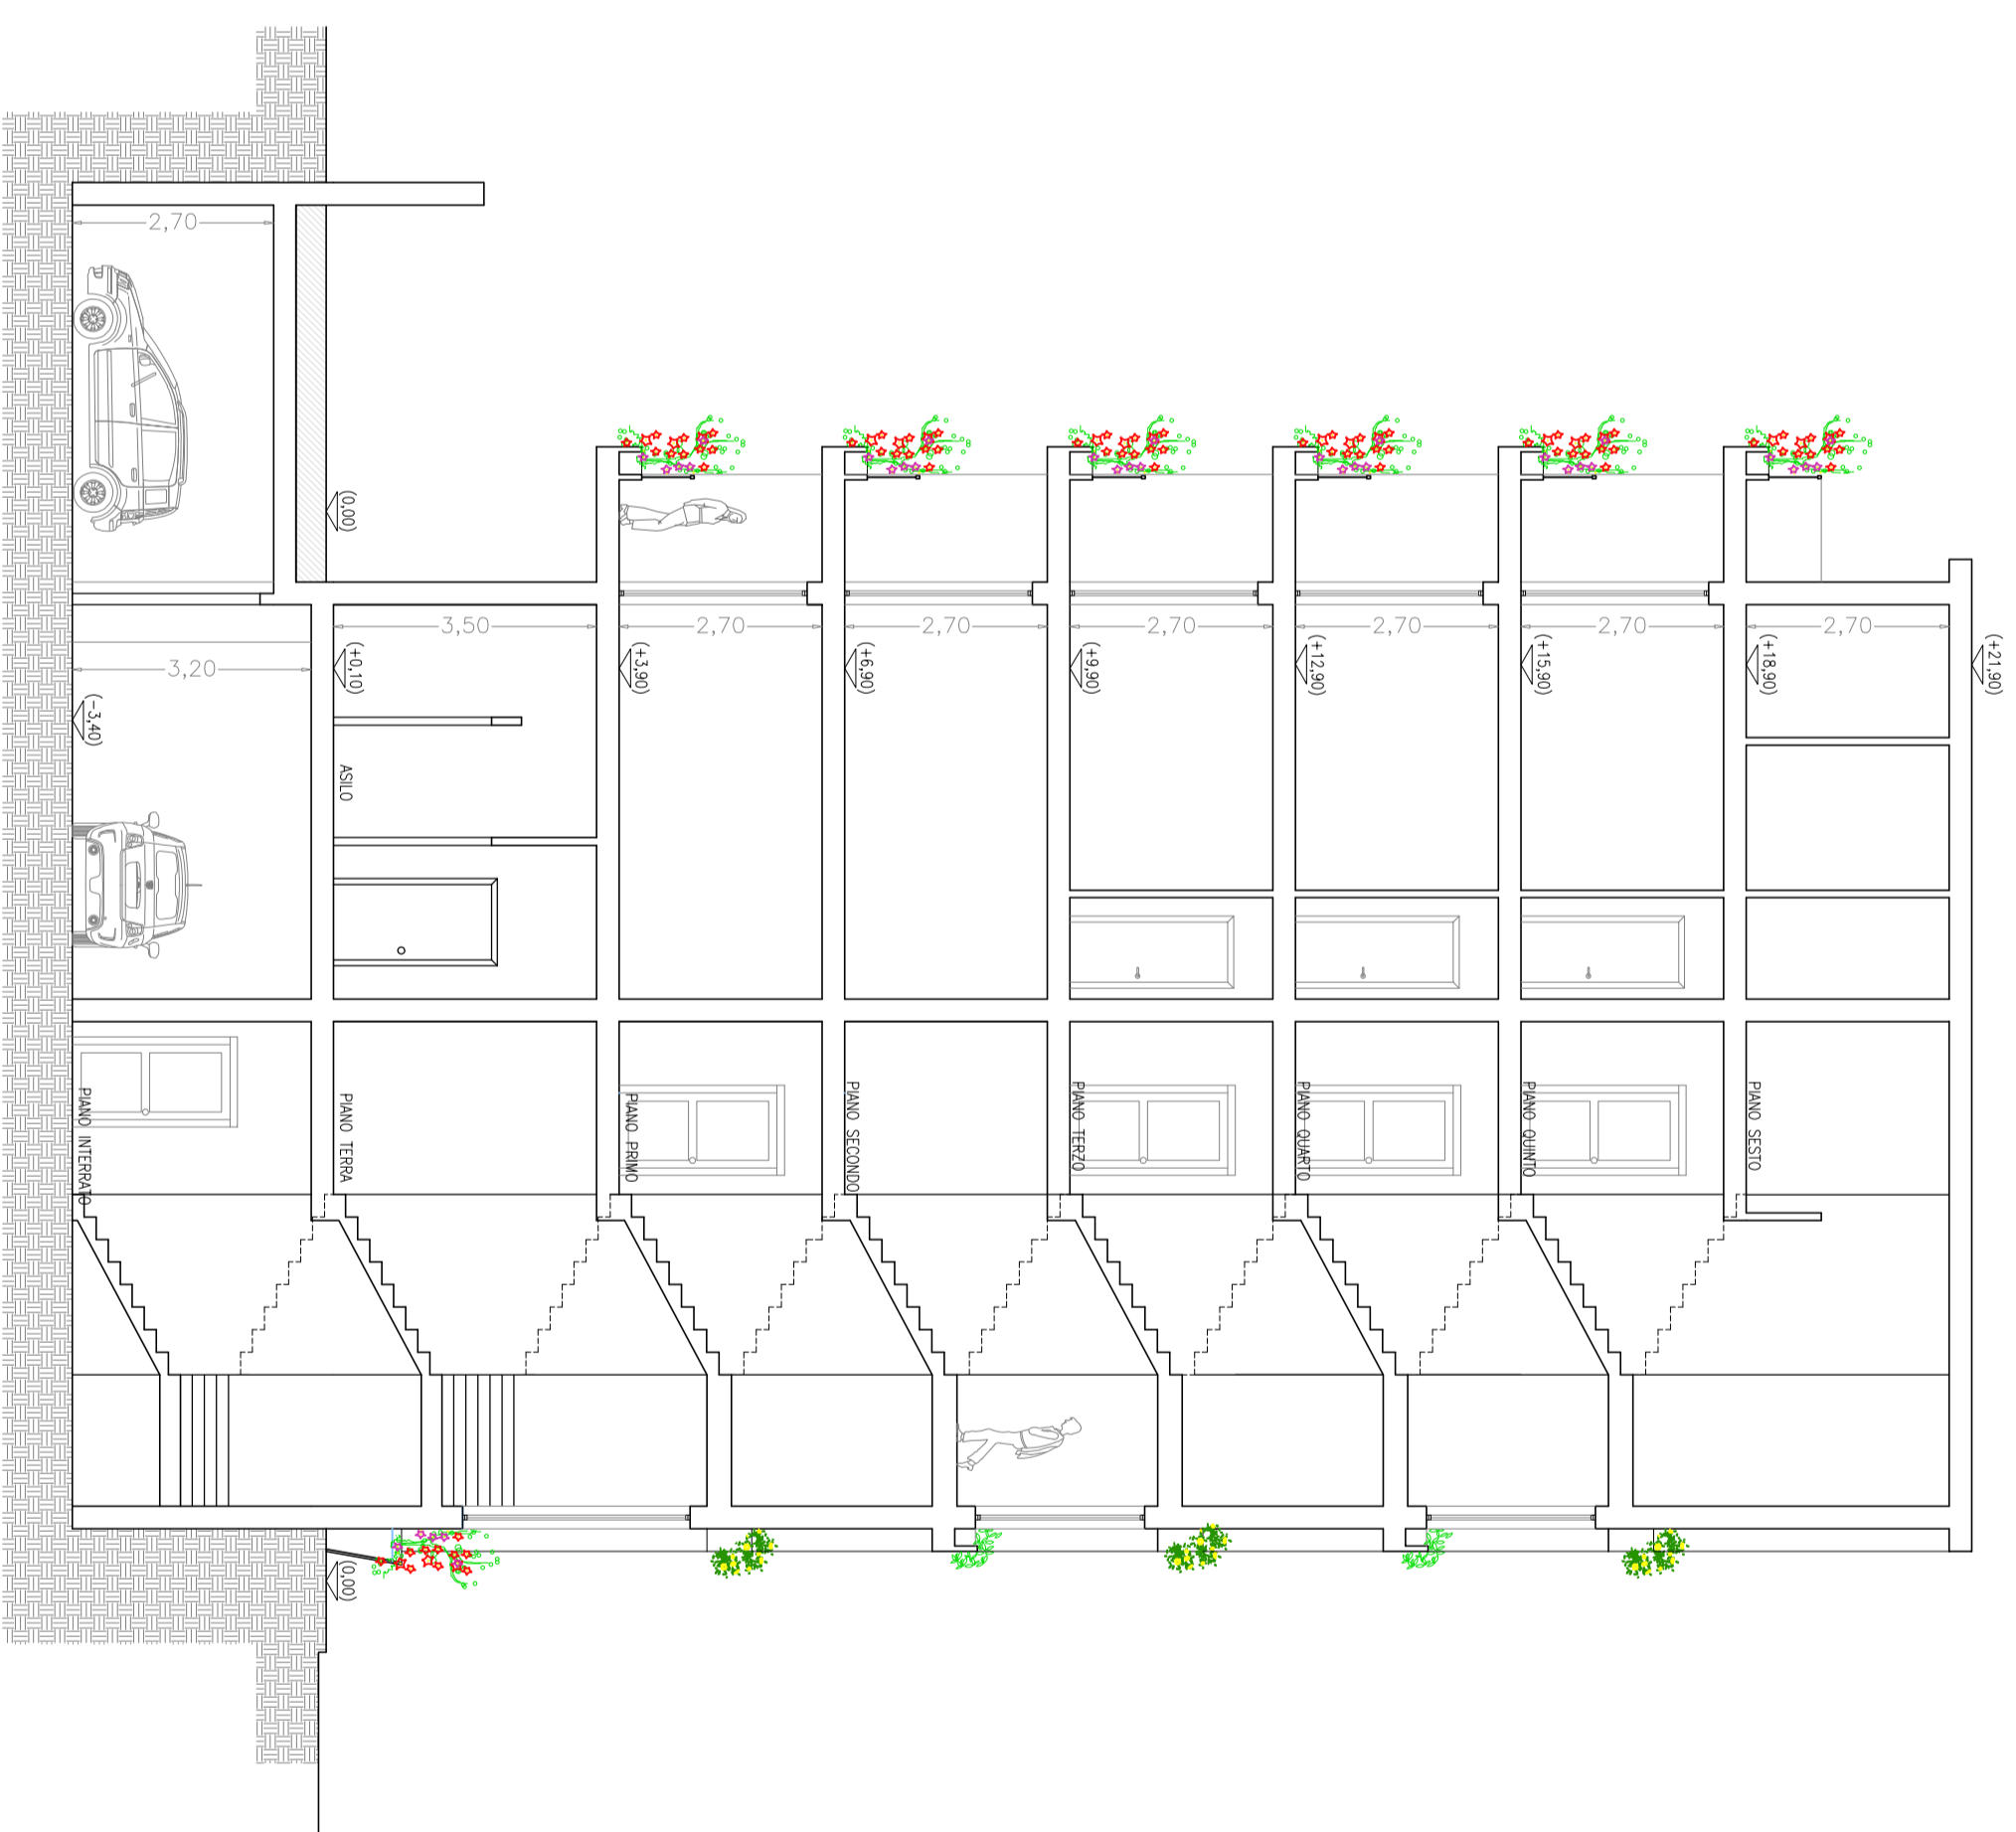 (+21,90)
2,70
(+18,90)
PIANO SESTO
2,70
(+15,90)
PIANO QUINTO
2,70
(+12,90)
PIANO QUARTO
2,70
(+9,90)
PIANO TERZO
2,70
(+6,90)
PIANO SECONDO
2,70
(+3,90)
PIANO PRIMO
3,50
(0,00)
(+0,10)
ASILO
PIANO TERRA
(0,00)
2,70
3,20
(-3,40)
PIANO INTERRATO